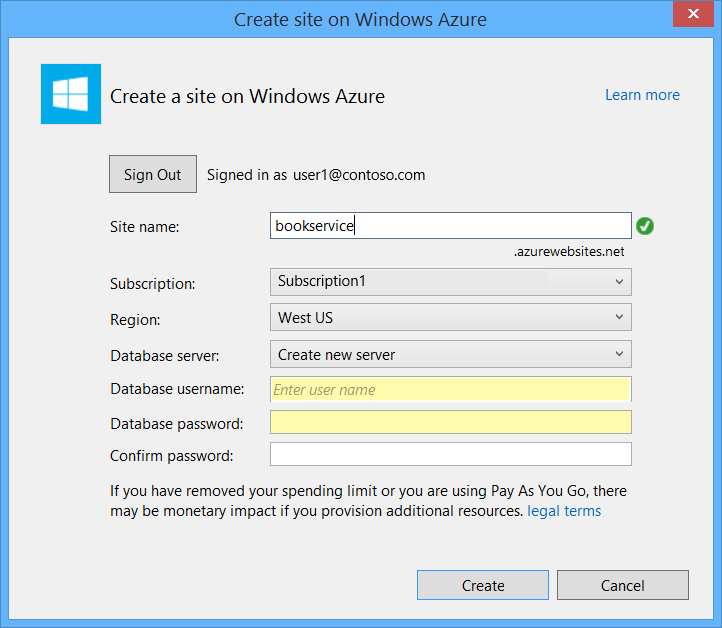 Create site on Windows Azure
Create a site on Windows Azure
Learn more
Sign Out
Signed in as user1@contoso.com
Site name:
bookservice
.azurewebsites.net
Subscription:
Subscription1
Region:
West US
Database server:
Create new server
Database username:
Enter user name
Database password:
Confirm password:
If you have removed your spending limit or you are using Pay As You Go, there
may be monetary impact if you provision additional resources. legal terms
Create
Cancel